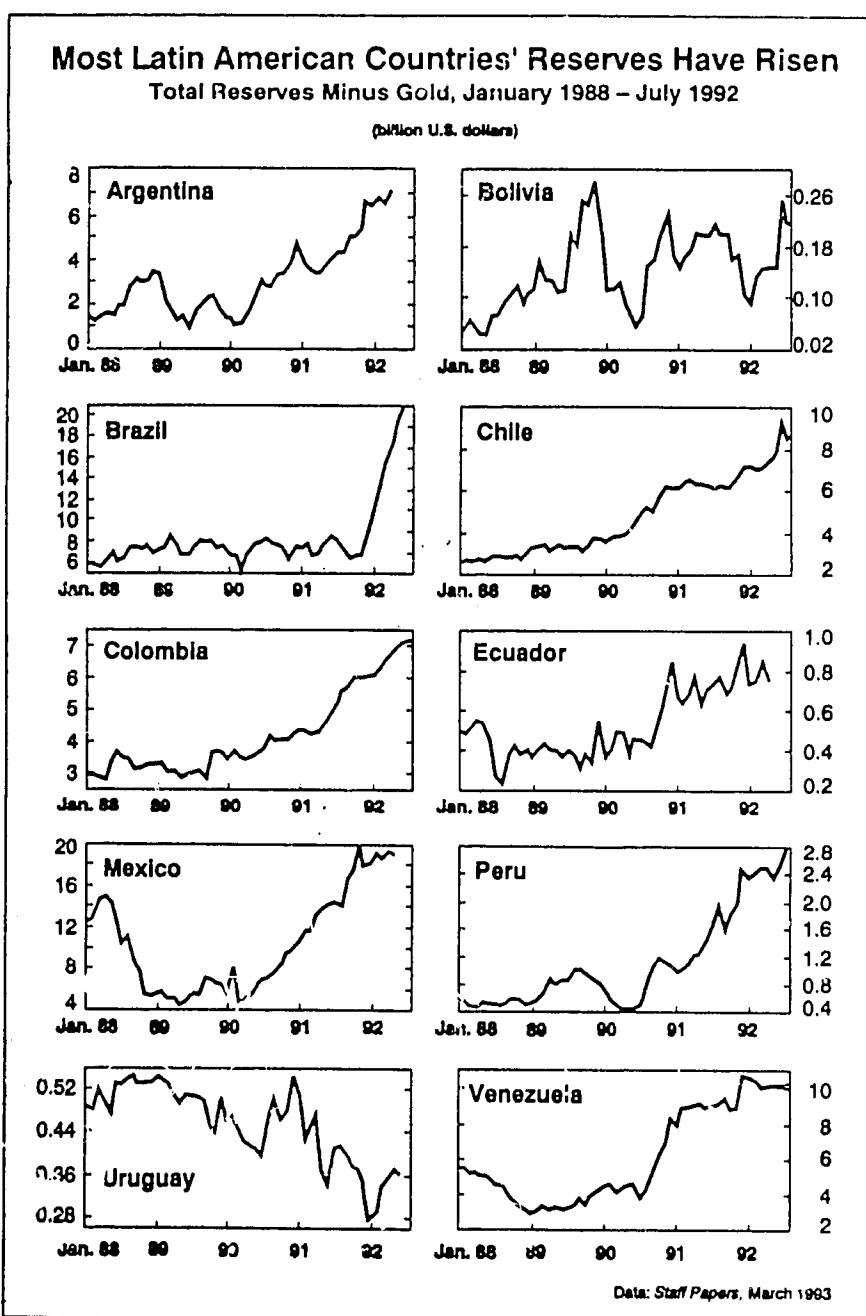 Most Latin American Countries' Reserves Have Risen
Total Reserves Minus Gold, January 1988 – July 1992
(billion U.S. dollars)
Argentina
8
6
4
2
0
Jan. 88 89 90 91 92
Bolivia
0.26
0.18
0.10
0.02
Jan. 88 89 90 91 92
Brazil
20
18
16
14
12
10
8
6
Jan. 88 89 90 91 92
Chile
10
8
6
4
2
Jan. 88 89 90 91 92
Colombia
7
6
5
4
3
Jan. 88 89 90 91 92
Ecuador
1.0
0.8
0.6
0.4
0.2
Jan. 88 89 90 91 92
Mexico
20
16
12
8
4
Jan. 88 89 90 91 92
Peru
2.8
2.4
2.0
1.6
1.2
0.8
0.4
Jan. 88 89 90 91 92
Uruguay
0.52
0.44
0.36
0.28
Jan. 88 89 90 91 92
Venezuela
10
8
6
4
2
Jan. 88 89 90 91 92
Data: Staff Papers, March 1993